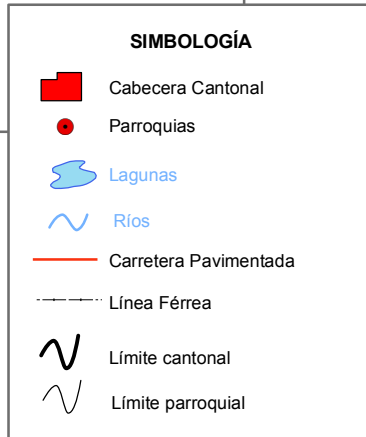 SIMBOLOGÍA
Cabecera Cantonal
Parroquias
Lagunas
Ríos
Carretera Pavimentada
Línea Férrea
Límite cantonal
Límite parroquial